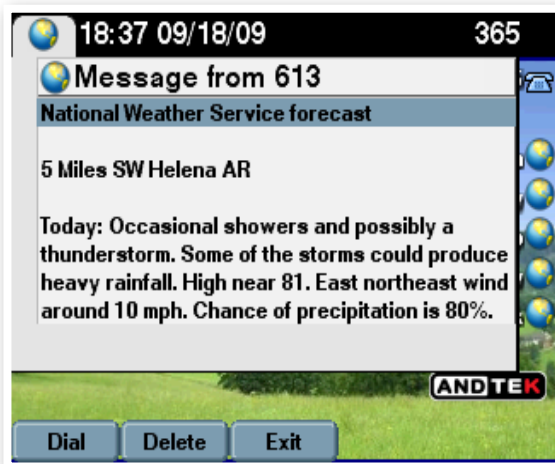 18:37 09/18/09 365
Message from 613
National Weather Service forecast
5 Miles SW Helena AR
Today: Occasional showers and possibly a
thunderstorm. Some of the storms could produce
heavy rainfall. High near 81. East northeast wind
around 10 mph. Chance of precipitation is 80%.
ANDTEK
Dial Delete Exit